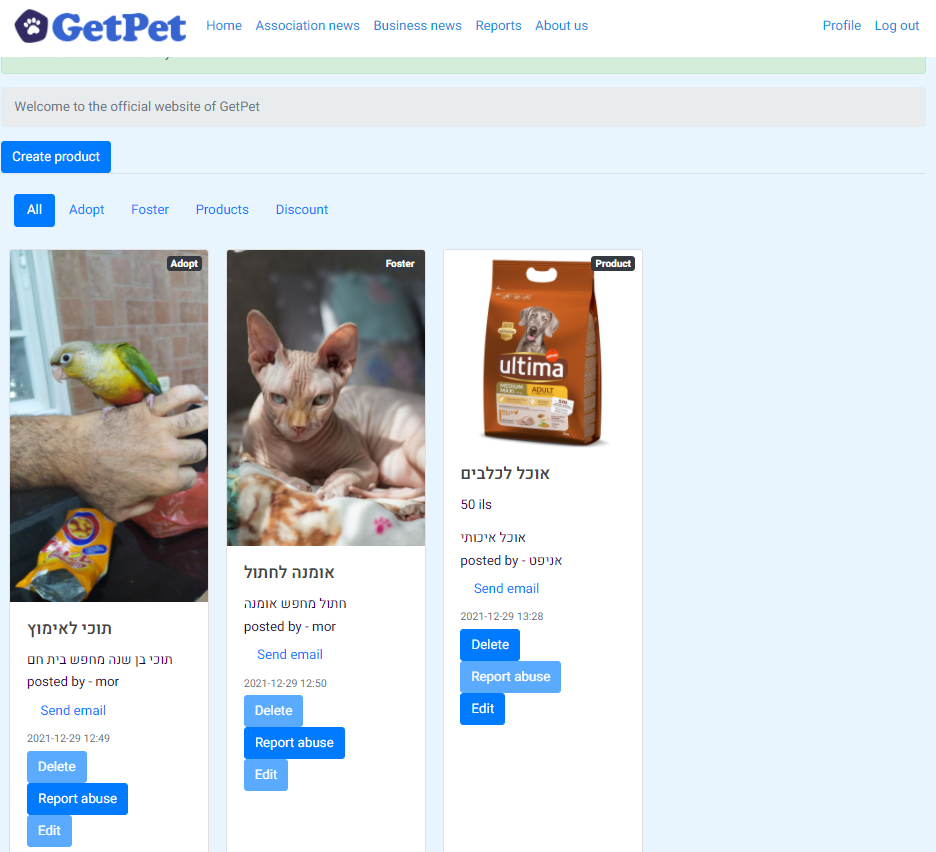 GetPet Home Association news Business news Reports About us Profile Log out
Welcome to the official website of GetPet
Create product
All Adopt Foster Products Discount
Adopt
תוכי לאימוץ
תוכי בן שנה מחפש בית חם
posted by - mor
Send email
2021-12-29 12:49
Delete
Report abuse
Edit
Foster
אומנה לחתול
חתול מחפש אומנה
posted by - mor
Send email
2021-12-29 12:50
Delete
Report abuse
Edit
Product
ultima
MEDIUM MAXI
ADULT
אוכל לכלבים
50 ils
אוכל איכותי
posted by - אניפט
Send email
2021-12-29 13:28
Delete
Report abuse
Edit